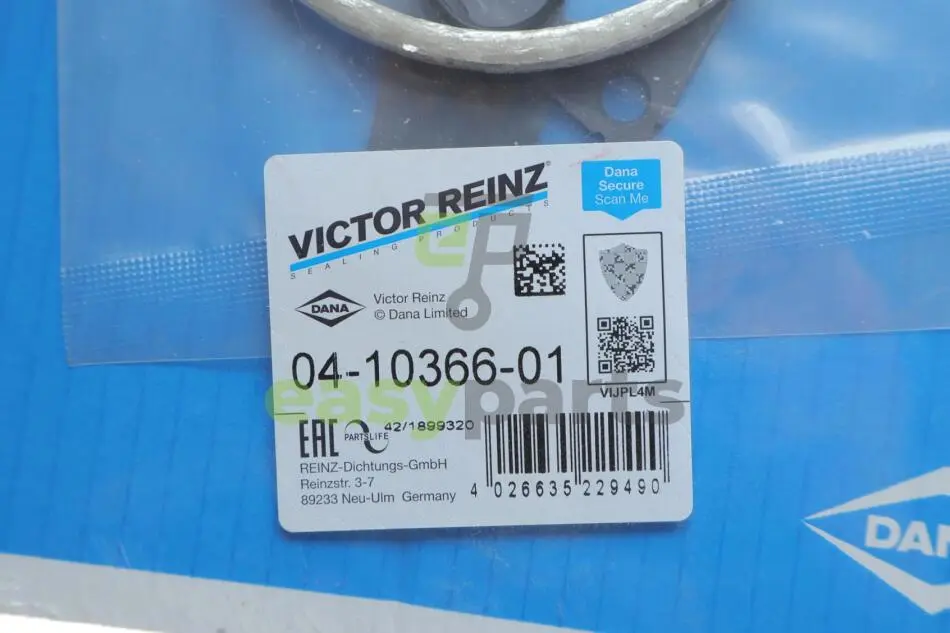 VICTOR REINZ®
SEALING PRODUCTS
Dana
Secure
Scan Me
DANA
Victor Reinz
© Dana Limited
04-10366-01
VIJPL4M
easyparts
EAC
PARTSLIFE
42/1899320
REINZ-Dichtungs-GmbH
Reinzstr. 3-7
89233 Neu-Ulm Germany
4 026635 229490
DAN